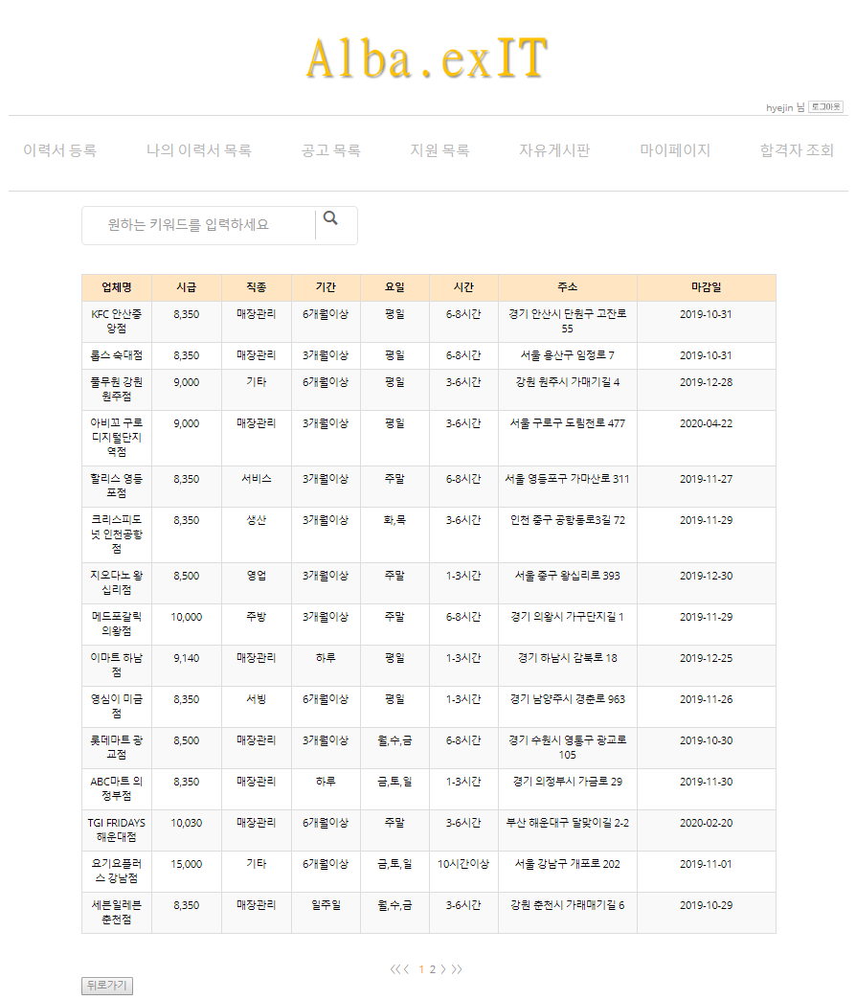 Alba.exIT
hyejin 님 로그아웃
이력서 등록 나의 이력서 목록 공고 목록 지원 목록 자유게시판 마이페이지 합격자 조회
원하는 키워드를 입력하세요
업체명 시급 직종 기간 요일 시간 주소 마감일
KFC 안산중 8,350 매장관리 6개월이상 평일 6-8시간 경기 안산시 단원구 고잔로 2019-10-31
앙점 55
롭스 숙대점 8,350 매장관리 3개월이상 평일 6-8시간 서울 용산구 임정로 7 2019-10-31
풀무원 강원 9,000 기타 6개월이상 평일 3-6시간 강원 원주시 가매기길 4 2019-12-28
원주점
아비꼬 구로 9,000 매장관리 3개월이상 평일 3-6시간 서울 구로구 도림천로 477 2020-04-22
디지털단지
역점
할리스 영등 8,350 서비스 3개월이상 주말 6-8시간 서울 영등포구 가마산로 311 2019-11-27
포점
크리스피도 8,350 생산 3개월이상 화,목 3-6시간 인천 중구 공항동로3길 72 2019-11-29
넛 인천공항
점
지오다노 왕 8,500 영업 3개월이상 주말 1-3시간 서울 중구 왕십리로 393 2019-12-30
십리점
메드포갈릭 10,000 주방 3개월이상 주말 6-8시간 경기 의왕시 가구단지길 1 2019-11-29
의왕점
이마트 하남 9,140 매장관리 하루 평일 1-3시간 경기 하남시 감북로 18 2019-12-25
점
영심이 미금 8,350 서빙 6개월이상 평일 1-3시간 경기 남양주시 경춘로 963 2019-11-26
점
롯데마트 광 8,500 매장관리 3개월이상 월,수,금 6-8시간 경기 수원시 영통구 광교로 2019-10-30
교점 105
ABC마트 의 8,350 매장관리 하루 금,토,일 1-3시간 경기 의정부시 가금로 29 2019-11-30
정부점
TGI FRIDAYS 10,030 매장관리 6개월이상 주말 3-6시간 부산 해운대구 달맞이길 2-2 2020-02-20
해운대점
요기요플러 15,000 기타 6개월이상 금,토,일 10시간이상 서울 강남구 개포로 202 2019-11-01
스 강남점
세븐일레븐 8,350 매장관리 일주일 월,수,금 3-6시간 강원 춘천시 가래매기길 6 2019-10-29
춘천점
《 〈 1 2 〉 》
뒤로가기